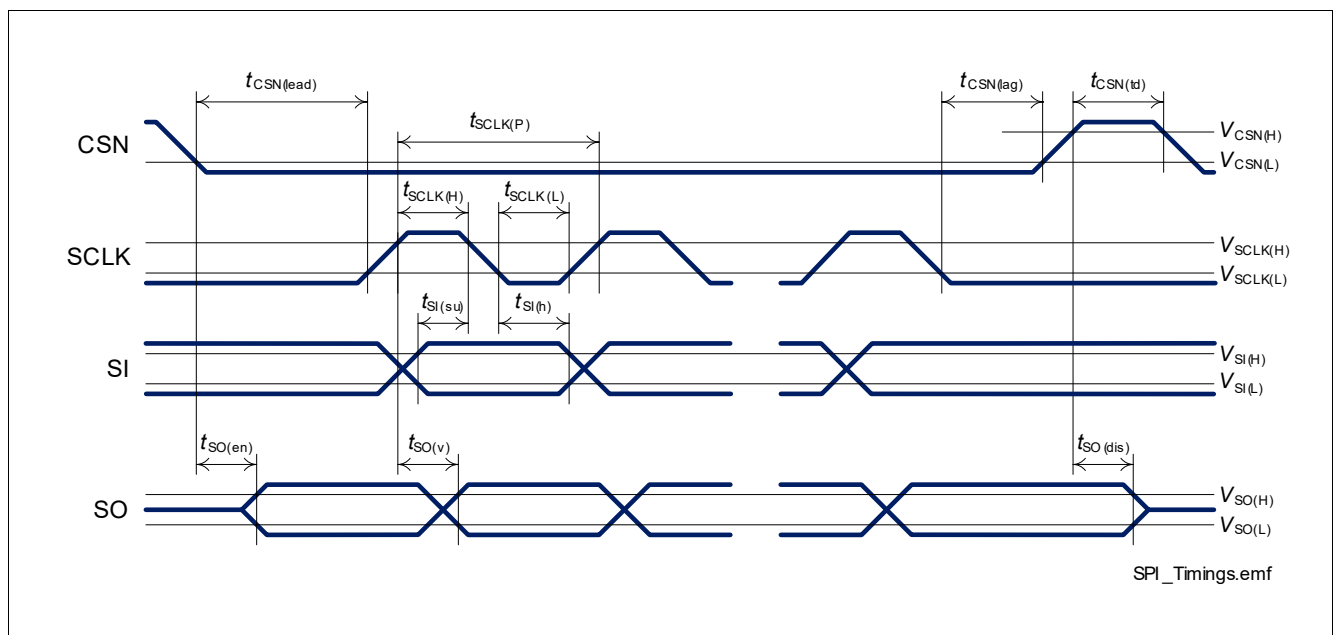 tCSN(lead)
tCSN(lag)
tCSN(td)
tSCLK(P)
CSN
VCSN(H)
VCSN(L)
tSCLK(H)
tSCLK(L)
SCLK
VSCLK(H)
VSCLK(L)
tSI(su)
tSI(h)
SI
VSI(H)
VSI(L)
tSO(en)
tSO(v)
tSO(dis)
SO
VSO(H)
VSO(L)
SPI_Timings.emf